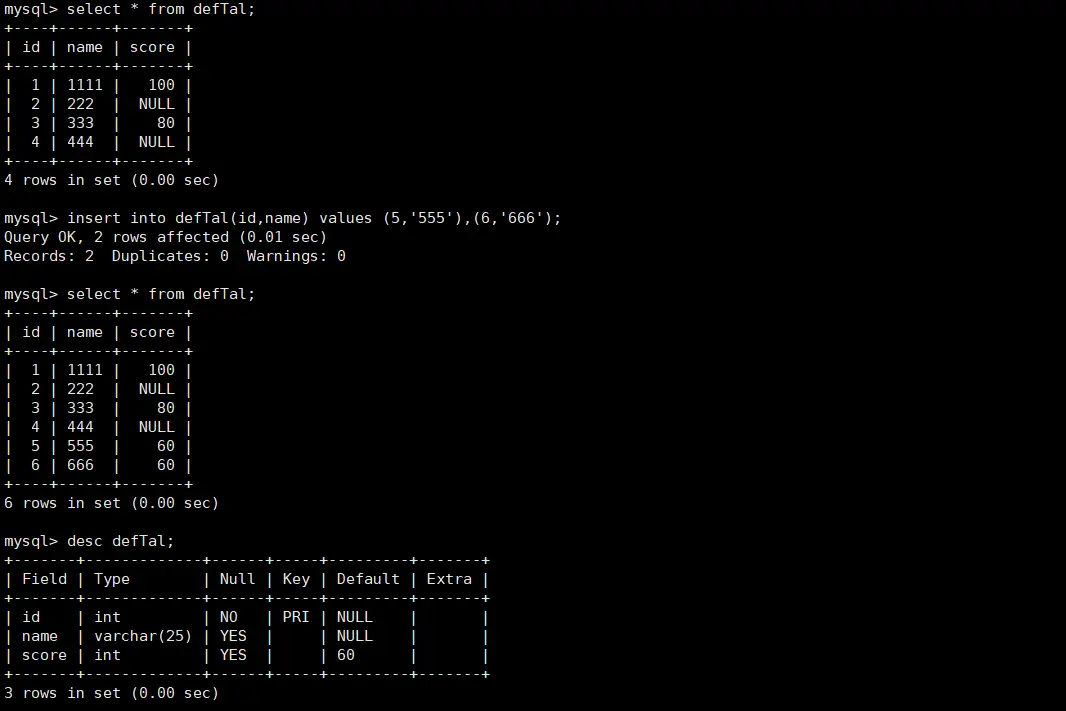 mysql> select * from defTal;
+----+------+-------+
| id | name | score |
+----+------+-------+
|  1 | 1111 |   100 |
|  2 | 222  |  NULL |
|  3 | 333  |    80 |
|  4 | 444  |  NULL |
+----+------+-------+
4 rows in set (0.00 sec)

mysql> insert into defTal(id,name) values (5,'555'),(6,'666');
Query OK, 2 rows affected (0.01 sec)
Records: 2  Duplicates: 0  Warnings: 0

mysql> select * from defTal;
+----+------+-------+
| id | name | score |
+----+------+-------+
|  1 | 1111 |   100 |
|  2 | 222  |  NULL |
|  3 | 333  |    80 |
|  4 | 444  |  NULL |
|  5 | 555  |    60 |
|  6 | 666  |    60 |
+----+------+-------+
6 rows in set (0.00 sec)

mysql> desc defTal;
+-------+-------------+------+-----+---------+-------+
| Field | Type        | Null | Key | Default | Extra |
+-------+-------------+------+-----+---------+-------+
| id    | int         | NO   | PRI | NULL    |       |
| name  | varchar(25) | YES  |     | NULL    |       |
| score | int         | YES  |     | 60      |       |
+-------+-------------+------+-----+---------+-------+
3 rows in set (0.00 sec)